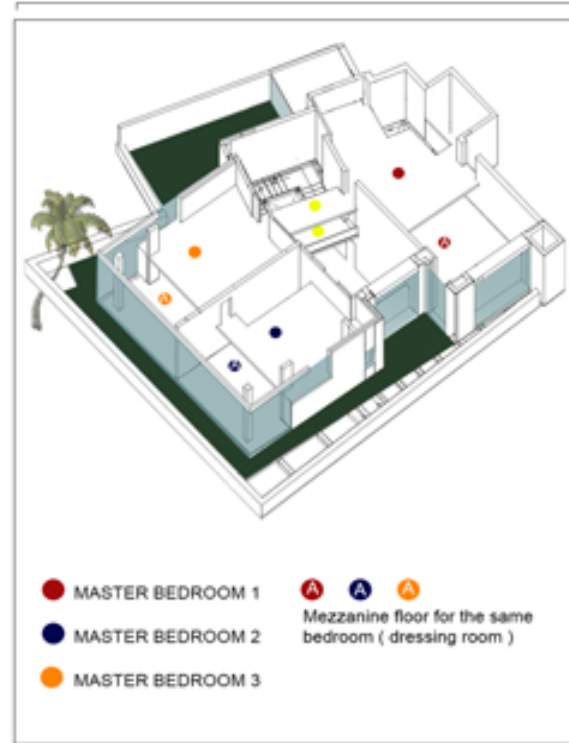 A
A
A
MASTER BEDROOM 1
MASTER BEDROOM 2
MASTER BEDROOM 3
A A A
Mezzanine floor for the same
bedroom ( dressing room )